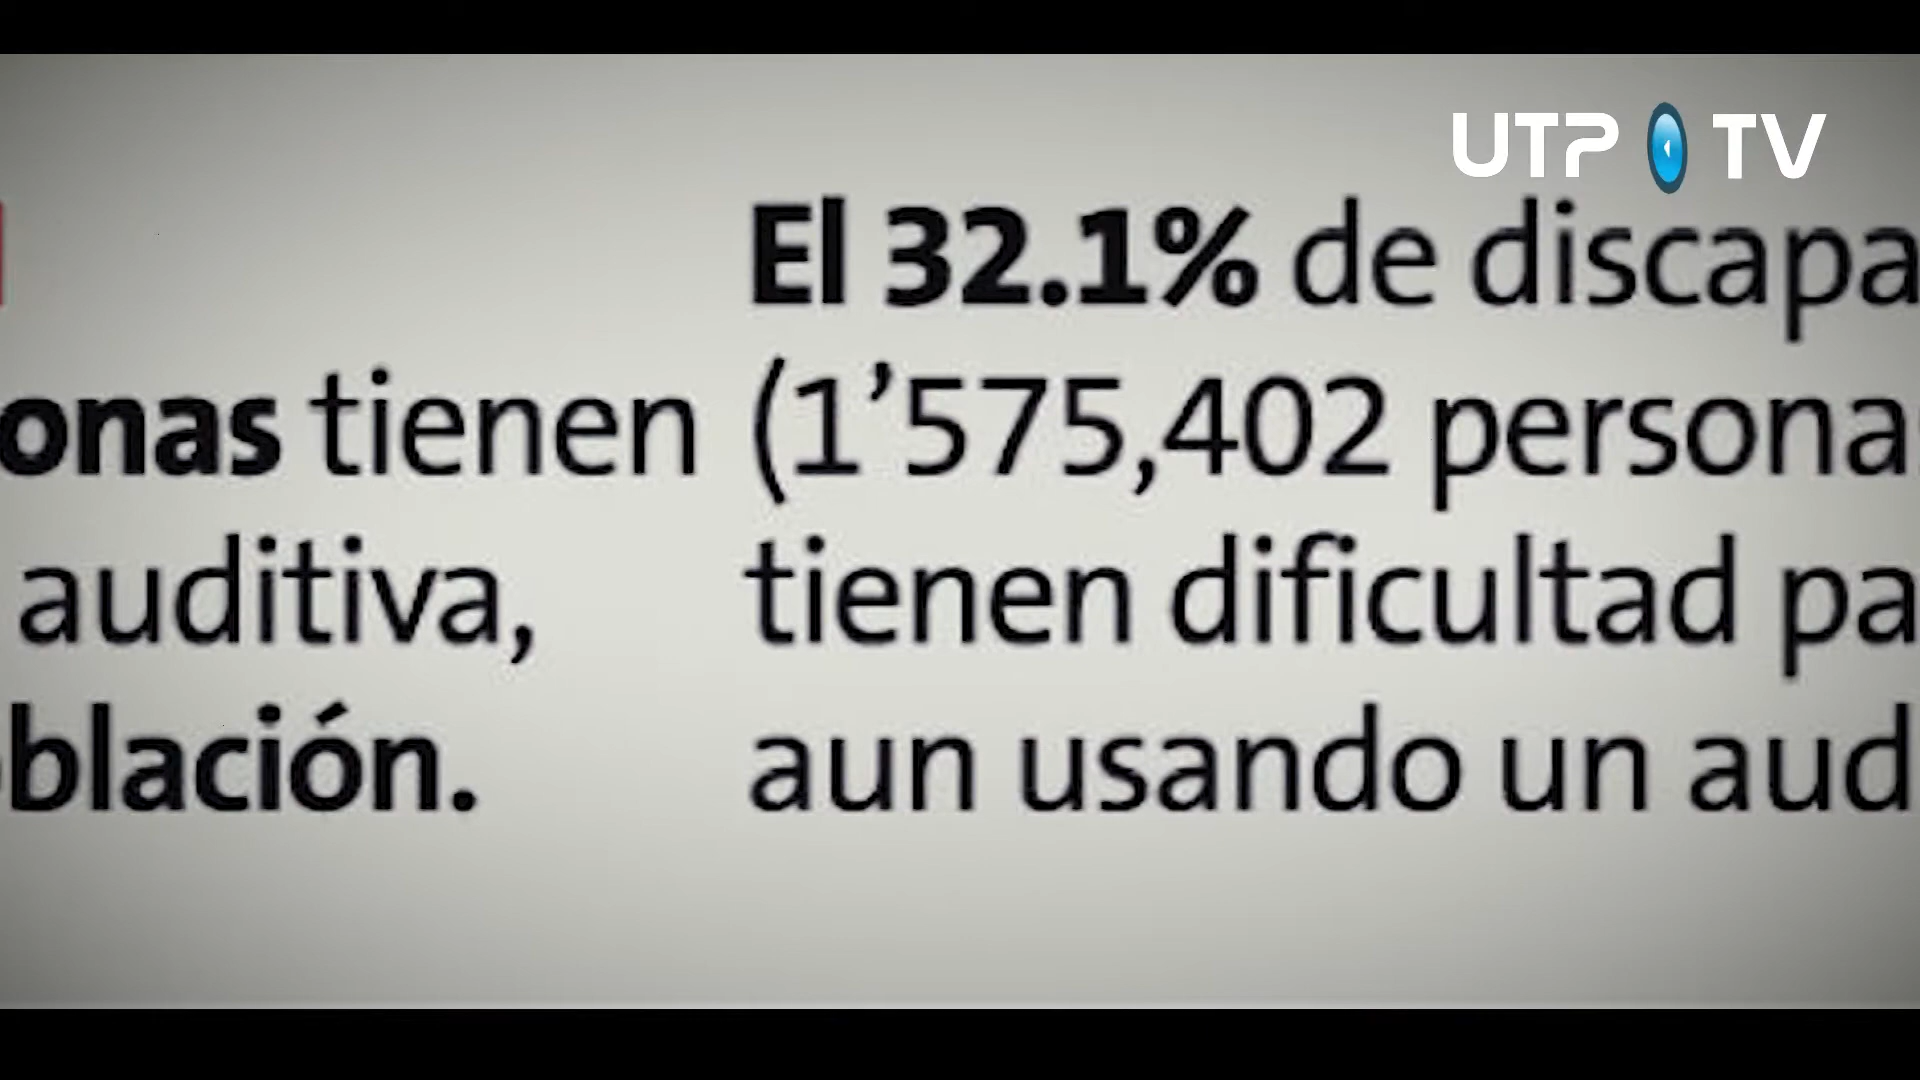 UTP TV
onas tienen
auditiva,
blación.
El 32.1% de discapa
(1’575,402 persona
tienen dificultad pa
aun usando un aud